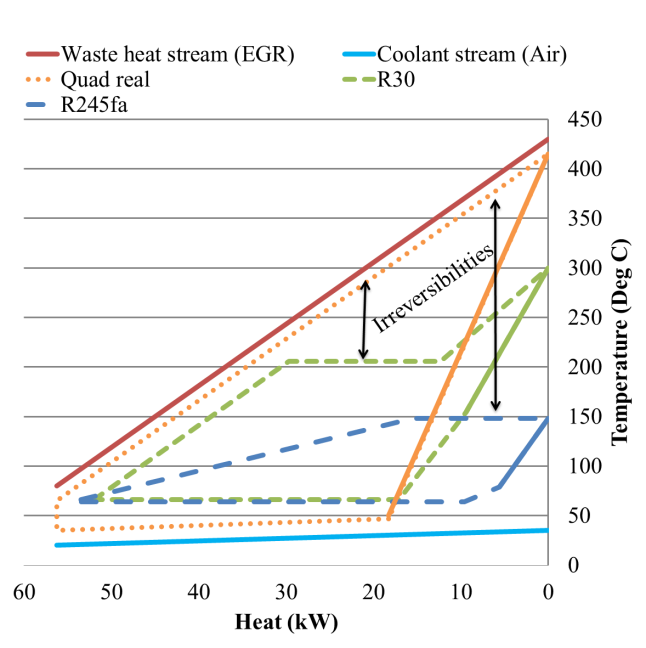 Waste heat stream (EGR)
Coolant stream (Air)
Quad real
R30
R245fa
450
400
350
300
250
200
150
100
50
0
Irreversibilities
Temperature (Deg C)
60
50
40
30
20
10
0
Heat (kW)